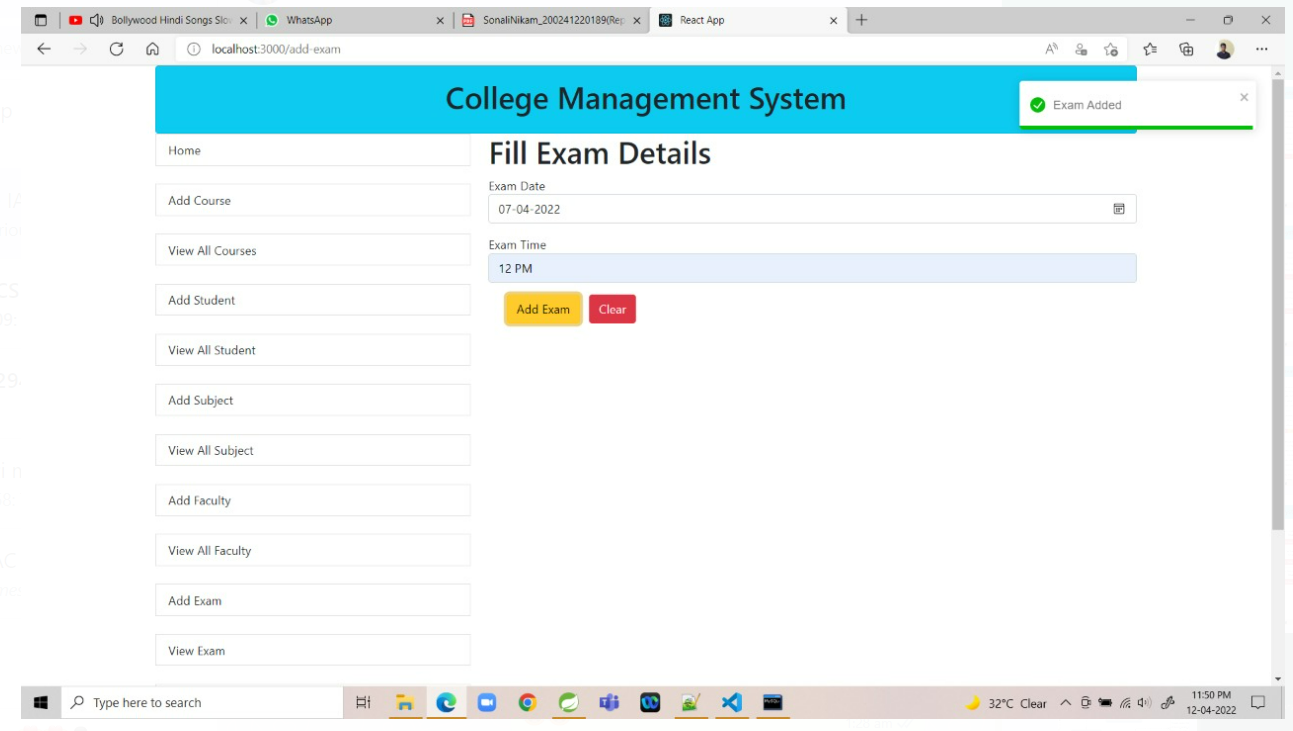 Bollywood Hindi Songs Slo
WhatsApp
SonaliNikam_200241220189(Rep
React App
localhost:3000/add-exam
College Management System
Exam Added
Home
Add Course
View All Courses
Add Student
View All Student
Add Subject
View All Subject
Add Faculty
View All Faculty
Add Exam
View Exam
Fill Exam Details
Exam Date
07-04-2022
Exam Time
12 PM
Add Exam Clear
Type here to search
32°C Clear
11:50 PM
12-04-2022